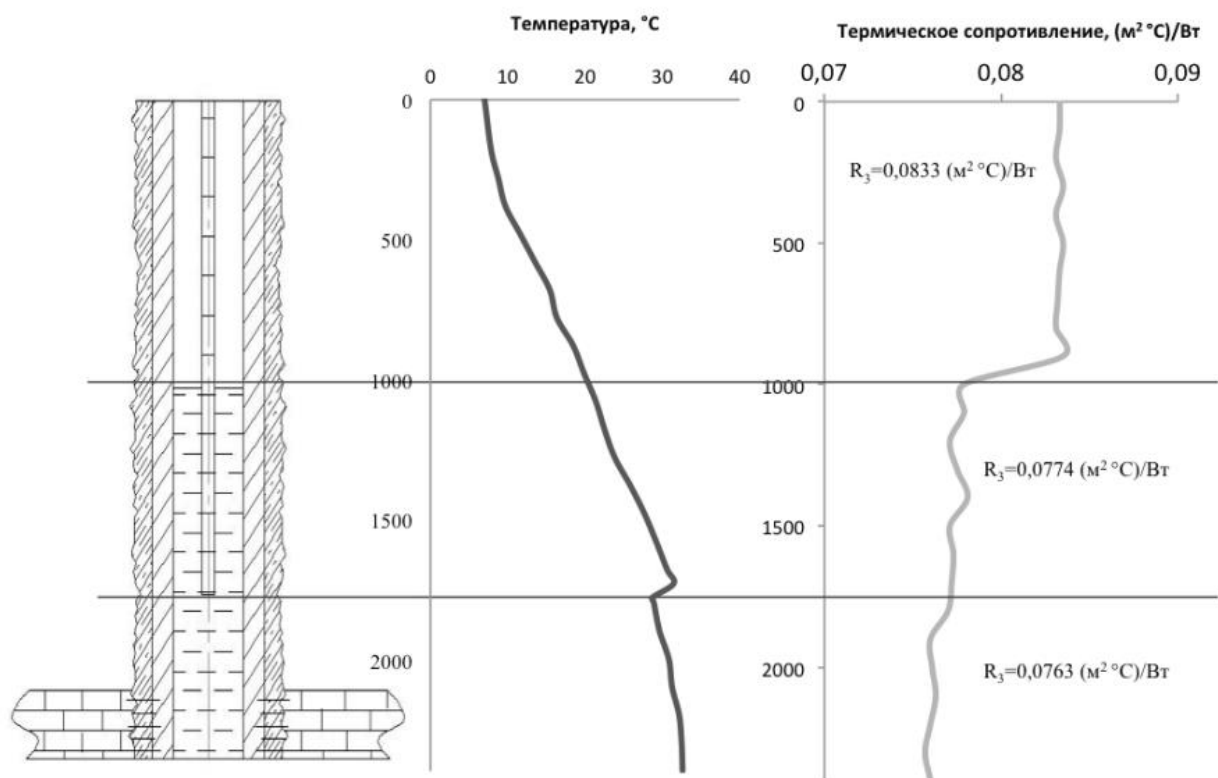 Температура, °C
0 10 20 30 40
0
500
1000
1500
2000
Термическое сопротивление, (м² °C)/Вт
0,07 0,08 0,09
0
R₃=0,0833 (м² °C)/Вт
500
1000
R₃=0,0774 (м² °C)/Вт
1500
2000
R₃=0,0763 (м² °C)/Вт